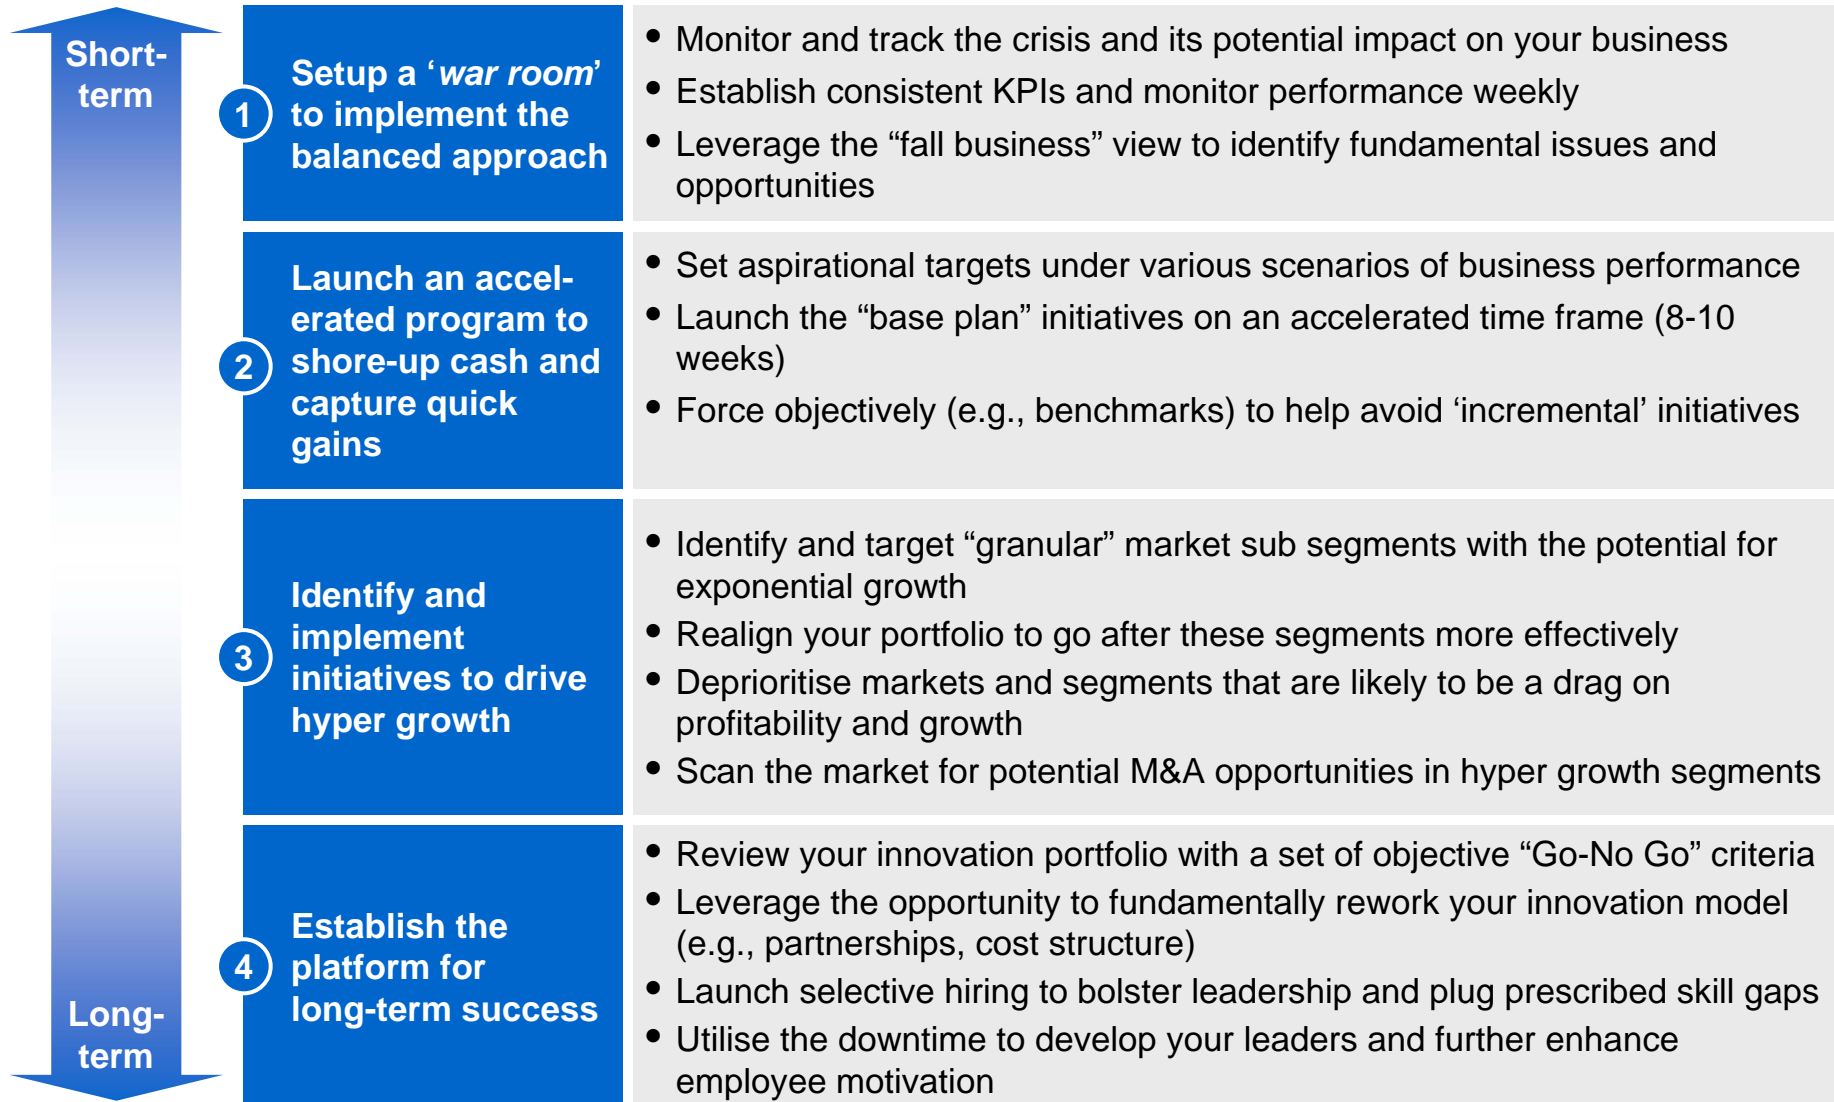 Short-
term
1
Setup a ‘war room’
to implement the
balanced approach
• Monitor and track the crisis and its potential impact on your business
• Establish consistent KPIs and monitor performance weekly
• Leverage the “fall business” view to identify fundamental issues and
opportunities
2
Launch an accel-
erated program to
shore-up cash and
capture quick
gains
• Set aspirational targets under various scenarios of business performance
• Launch the “base plan” initiatives on an accelerated time frame (8-10
weeks)
• Force objectively (e.g., benchmarks) to help avoid ‘incremental’ initiatives
3
Identify and
implement
initiatives to drive
hyper growth
• Identify and target “granular” market sub segments with the potential for
exponential growth
• Realign your portfolio to go after these segments more effectively
• Deprioritise markets and segments that are likely to be a drag on
profitability and growth
• Scan the market for potential M&A opportunities in hyper growth segments
4
Establish the
platform for
long-term success
• Review your innovation portfolio with a set of objective “Go-No Go” criteria
• Leverage the opportunity to fundamentally rework your innovation model
(e.g., partnerships, cost structure)
• Launch selective hiring to bolster leadership and plug prescribed skill gaps
• Utilise the downtime to develop your leaders and further enhance
employee motivation
Long-
term